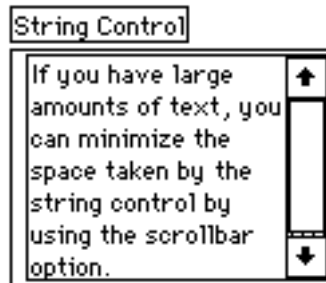 String Control
If you have large
amounts of text, you
can minimize the
space taken by the
string control by
using the scrollbar
option.